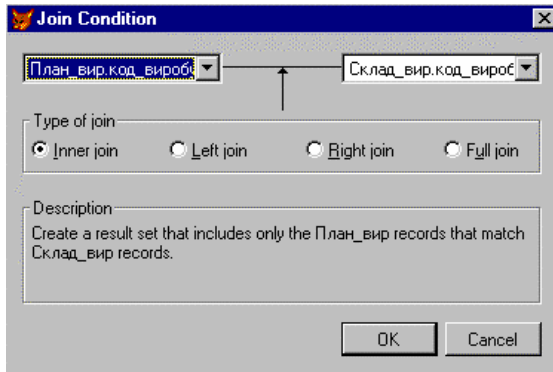 Join Condition
План_вир.код_вироб Склад_вир.код_вироб
Type of join
Inner join Left join Right join Full join
Description
Create a result set that includes only the План_вир records that match
Склад_вир records.
OK Cancel